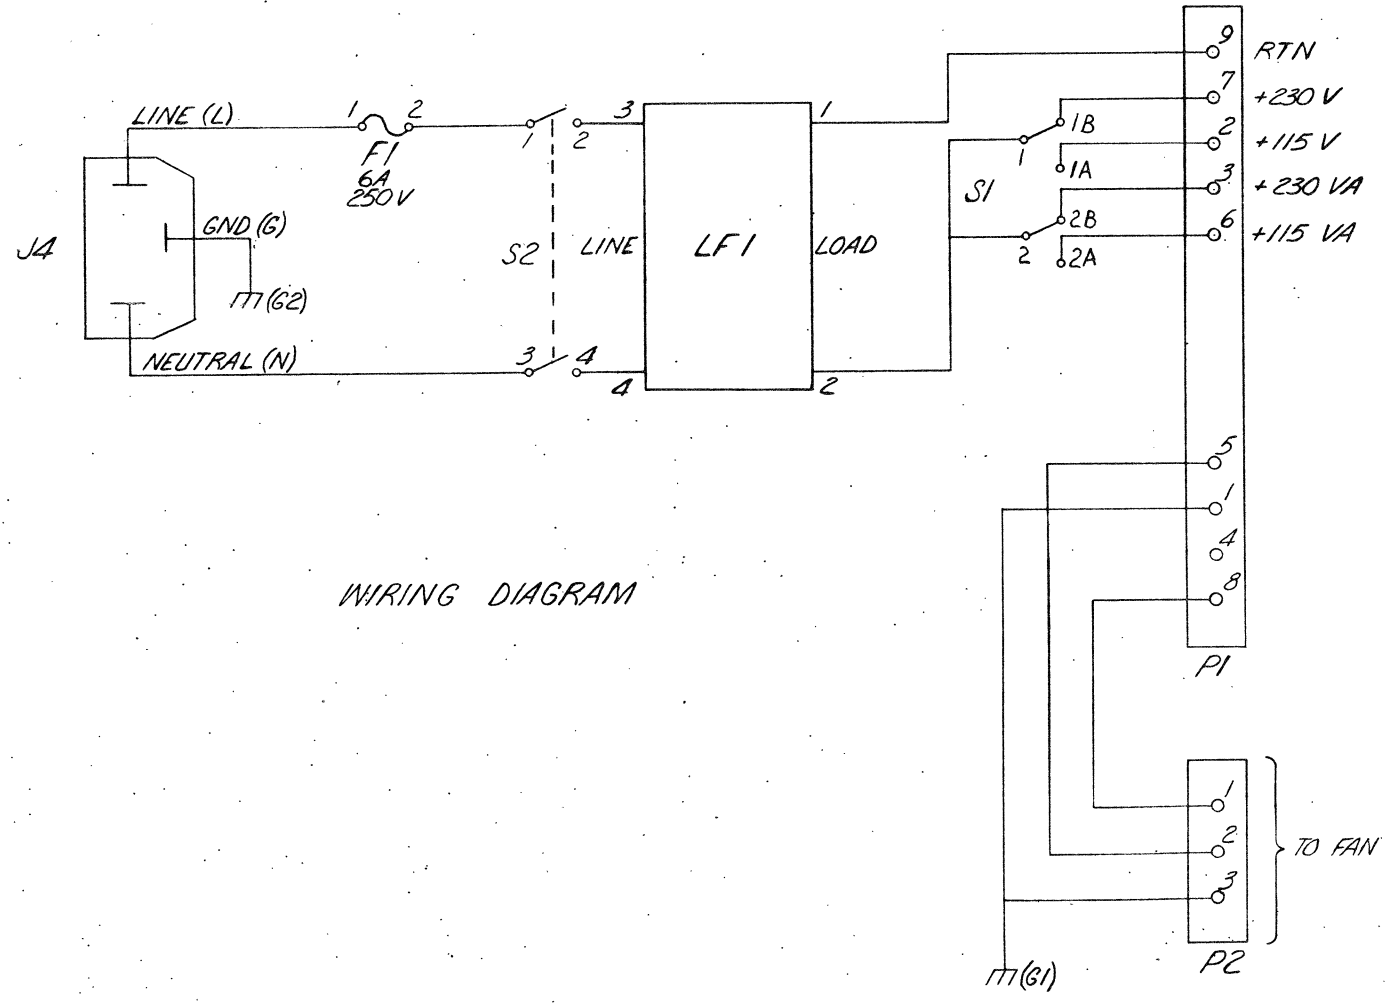 9 RTN
7 +230 V
2 +115 V
3 +230 VA
6 +115 VA
LINE (L)
1 2
F1
6A
250V
1 2
3 1
1 1B
1A
S1
2 2B
2A
J4
GND (G)
(G2)
S2
LINE
LF1
LOAD
NEUTRAL (N)
3 4
4 2
5
1
4
8
P1
WIRING DIAGRAM
1
2
3
TO FAN
P2
(G1)